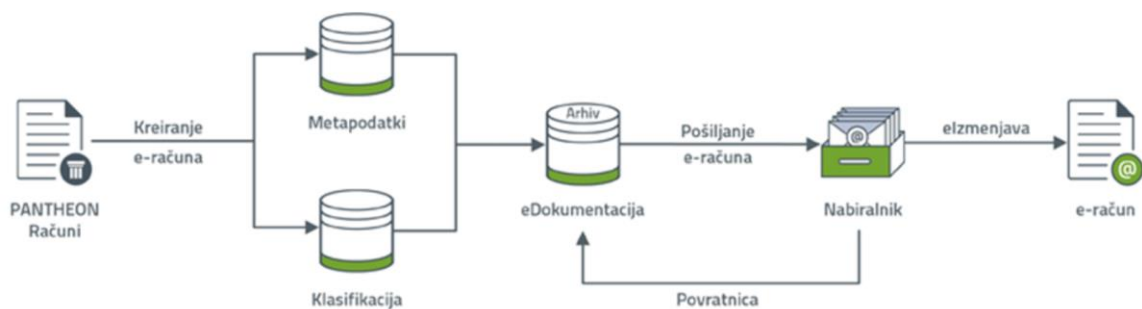 PANTHEON
Računi
Kreiranje
e-računa
Metapodatki
Klasifikacija
Arhiv
eDokumentacija
Pošiljanje
e-računa
@
Nabiralnik
Povratnica
eIzmenjava
@
e-račun